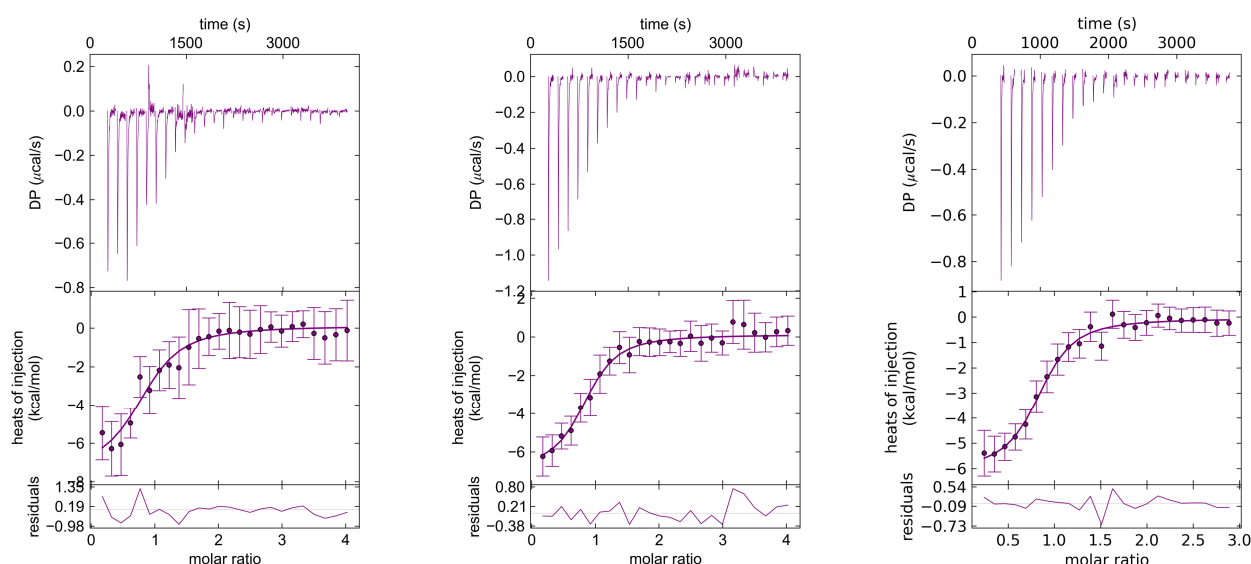 time (s)
0 1500 3000
0.2
0.0
−0.2
−0.4
−0.6
−0.8
DP (μcal/s)
0
−2
−4
−6
−8
heats of injection
(kcal/mol)
1.38
0.19
−0.98
residuals
0 1 2 3 4
molar ratio
time (s)
0 1500 3000
0.0
−0.2
−0.4
−0.6
−0.8
−1.0
−1.2
DP (μcal/s)
2
0
−2
−4
−6
heats of injection
(kcal/mol)
0.80
0.21
−0.38
residuals
0 1 2 3 4
molar ratio
time (s)
0 1000 2000 3000
0.0
−0.2
−0.4
−0.6
−0.8
DP (μcal/s)
1
0
−1
−2
−3
−4
−5
−6
heats of injection
(kcal/mol)
0.54
−0.09
−0.73
residuals
0.5 1.0 1.5 2.0 2.5 3.0
molar ratio